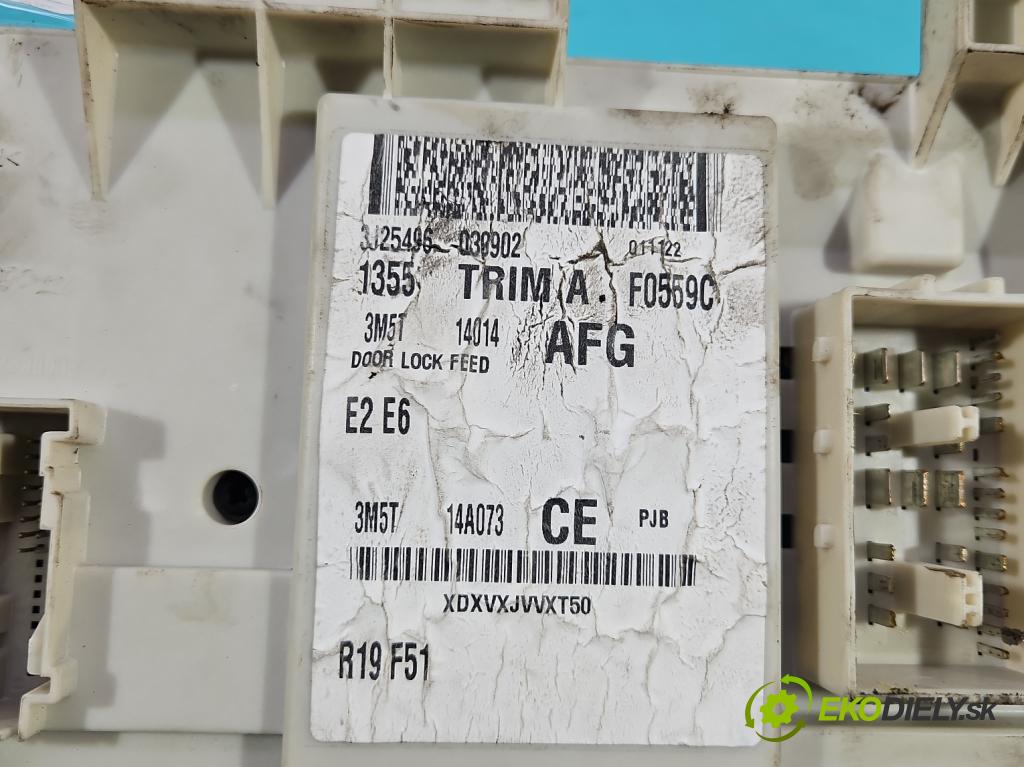 3J25496 030902 011122
1355 TRIM A. F0559C
3M5T 14014 AFG
DOOR LOCK FEED
E2 E6
3M5T 14A073 CE PJB
XDXVXJVVXT50
R19 F51
EKODIELY.SK